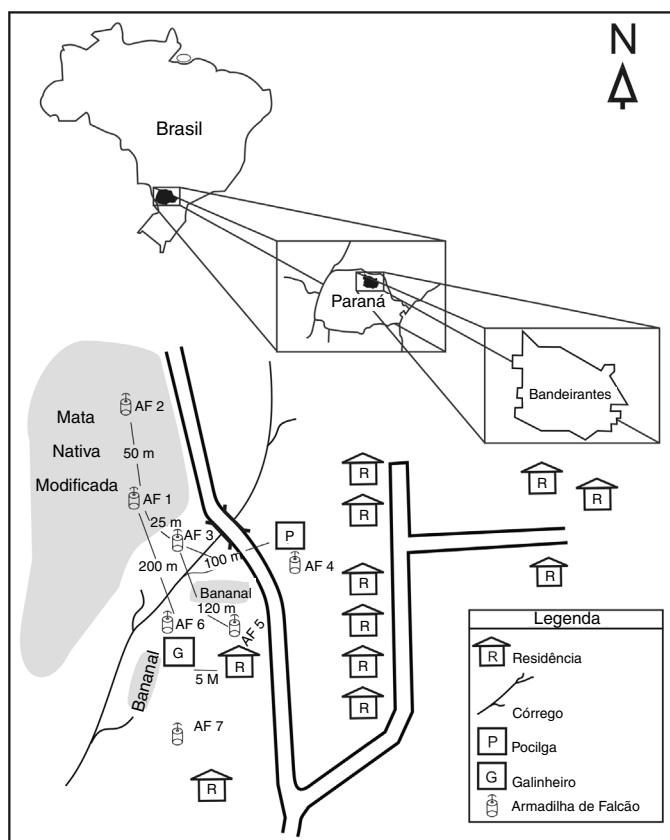 N
Brasil
Paraná
Bandeirantes
Mata
Nativa
Modificada
AF 2
50 m
AF 1
25 m
AF 3
100 m
P
AF 4
200 m
Bananal
120 m
AF 6
AF 5
G
5 M
R
Bananal
AF 7
R
R
R
R
R
R
R
R
R
R
Legenda
R Residência
Córrego
P Pocilga
G Galinheiro
Armadilha de Falcão